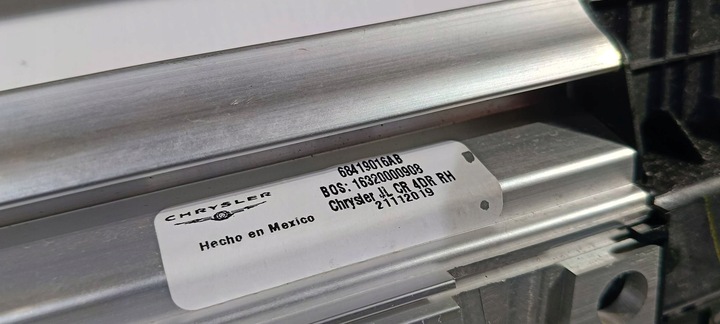 68419016AB
BOS: 16320000908
Chrysler JL CR 4DR RH
21112019
CHRYSLER
Hecho en Mexico